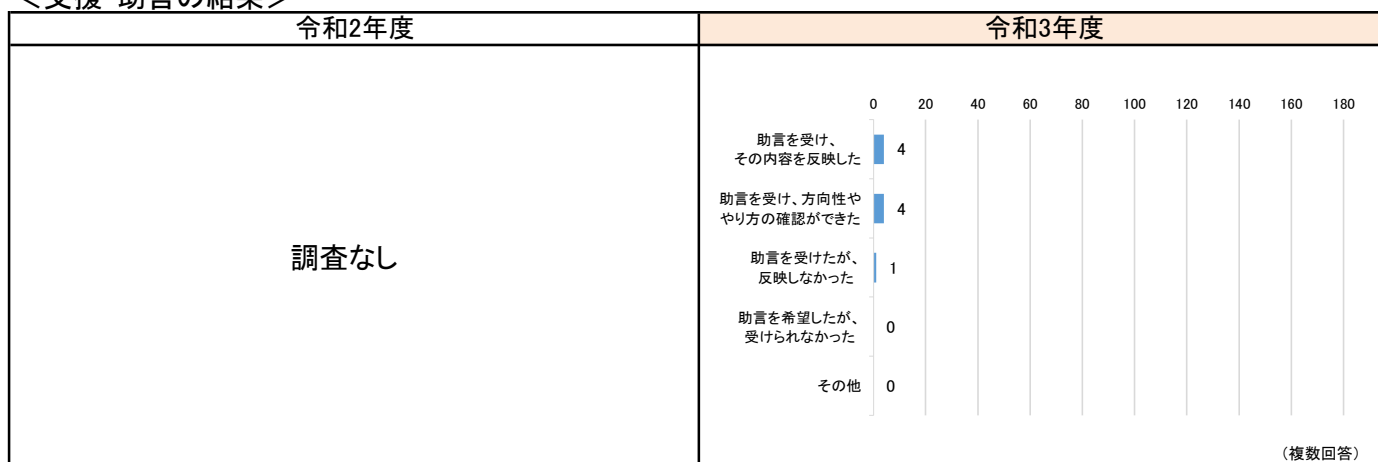 ＜支援・助言の結果＞
令和2年度
令和3年度
調査なし
0 20 40 60 80 100 120 140 160 180
助言を受け、
その内容を反映した
4
助言を受け、方向性や
やり方の確認ができた
4
助言を受けたが、
反映しなかった
1
助言を希望したが、
受けられなかった
0
その他
0
（複数回答）